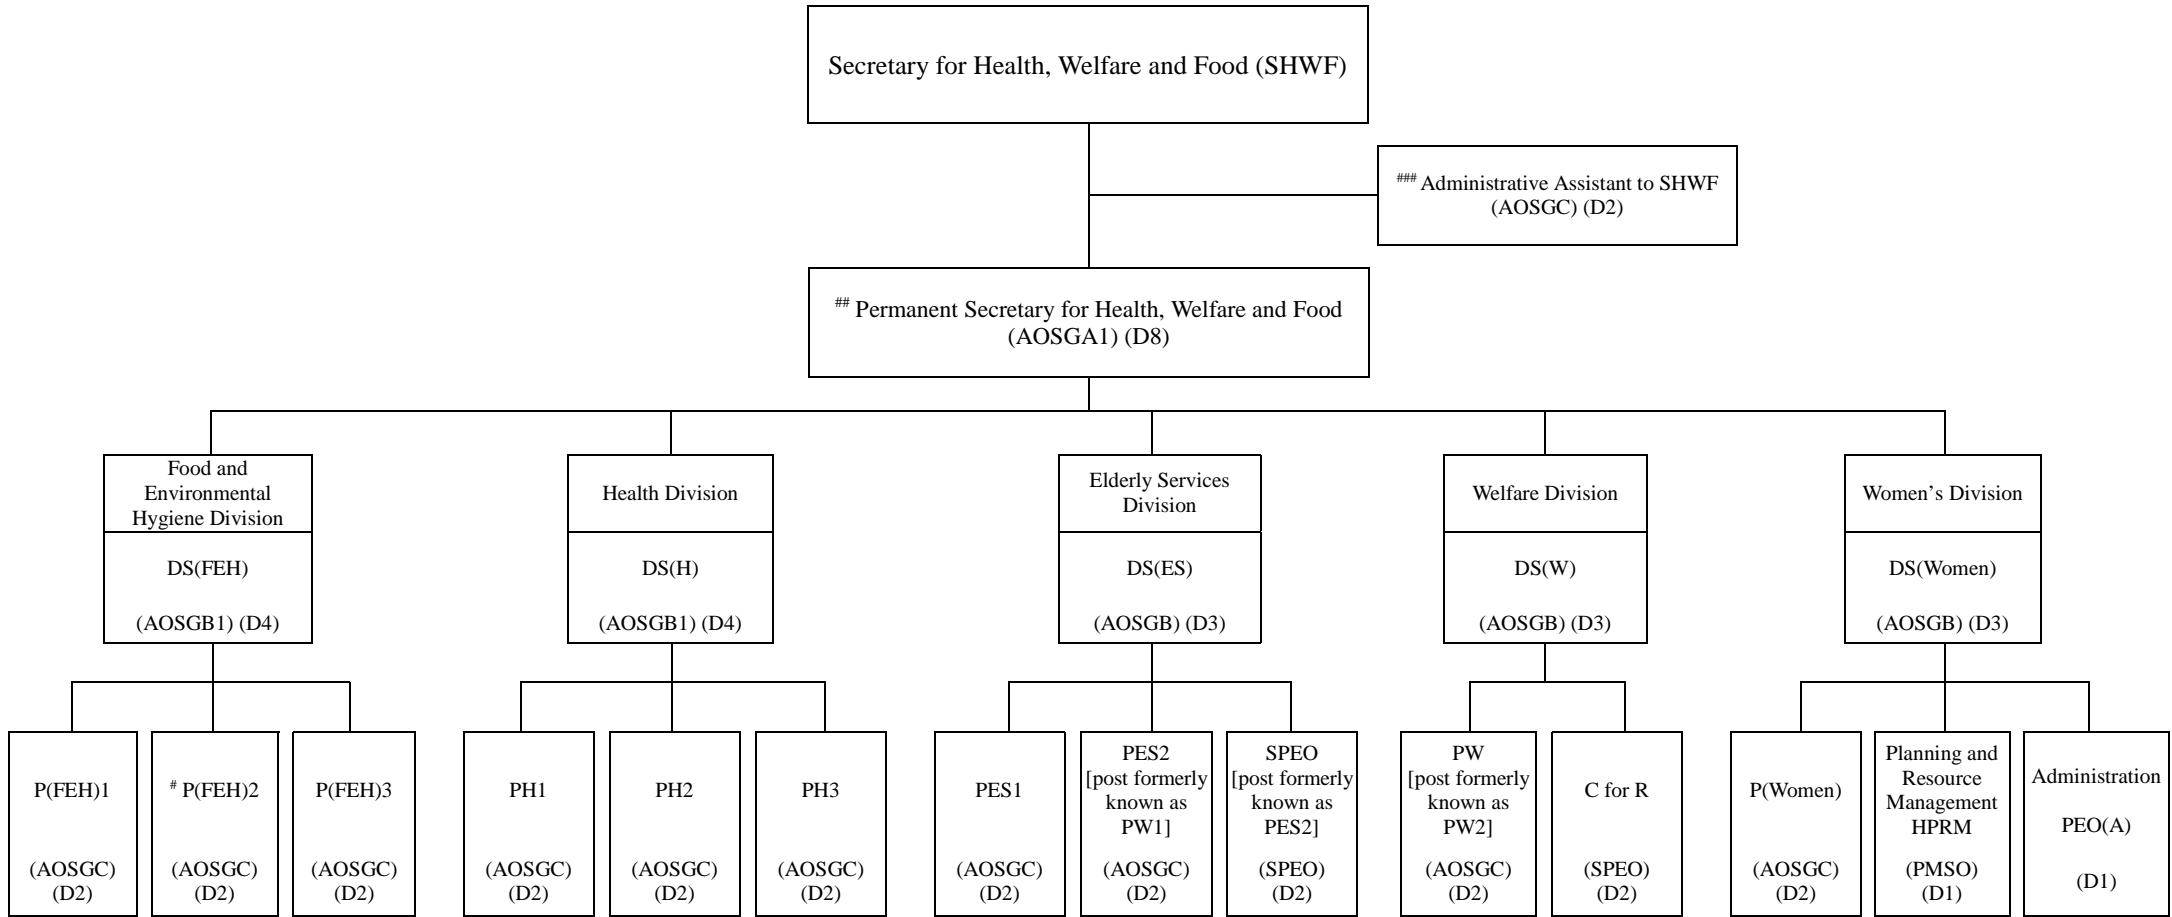 Secretary for Health, Welfare and Food (SHWF)
### Administrative Assistant to SHWF
(AOSGC) (D2)
## Permanent Secretary for Health, Welfare and Food
(AOSGA1) (D8)
Food and
Environmental
Hygiene Division
DS(FEH)
(AOSGB1) (D4)
Health Division
DS(H)
(AOSGB1) (D4)
Elderly Services
Division
DS(ES)
(AOSGB) (D3)
Welfare Division
DS(W)
(AOSGB) (D3)
Women's Division
DS(Women)
(AOSGB) (D3)
P(FEH)1
(AOSGC)
(D2)
# P(FEH)2
(AOSGC)
(D2)
P(FEH)3
(AOSGC)
(D2)
PH1
(AOSGC)
(D2)
PH2
(AOSGC)
(D2)
PH3
(AOSGC)
(D2)
PES1
(AOSGC)
(D2)
PES2
[post formerly
known as
PW1]
(AOSGC)
(D2)
SPEO
[post formerly
known as
PES2]
(SPEO)
(D2)
PW
[post formerly
known as
PW2]
(AOSGC)
(D2)
C for R
(SPEO)
(D2)
P(Women)
(AOSGC)
(D2)
Planning and
Resource
Management
HPRM
(PMSO)
(D1)
Administration
PEO(A)
(D1)